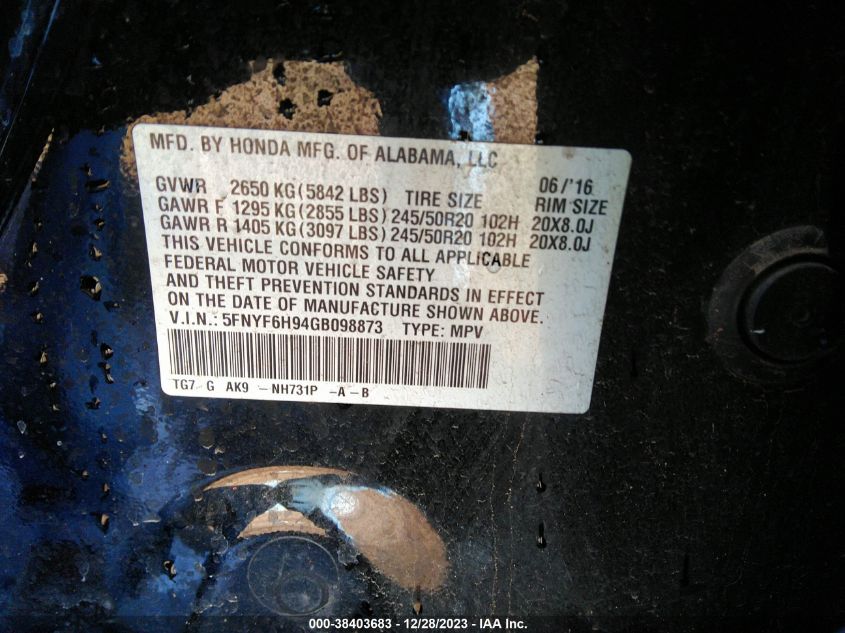 MFD. BY HONDA MFG. OF ALABAMA, LLC
06/'16
GVWR 2650 KG(5842 LBS) TIRE SIZE RIM SIZE
GAWR F 1295 KG(2855 LBS)245/50R20 102H 20X8.0J
GAWR R 1405 KG(3097 LBS)245/50R20 102H 20X8.0J
THIS VEHICLE CONFORMS TO ALL APPLICABLE
FEDERAL MOTOR VEHICLE SAFETY
AND THEFT PREVENTION STANDARDS IN EFFECT
ON THE DATE OF MANUFACTURE SHOWN ABOVE.
V.I.N.: 5FNYF6H94GB098873 TYPE: MPV
TG7 G AK9 - NH731P -A-B
000-38403683 - 12/28/2023 - IAA Inc.